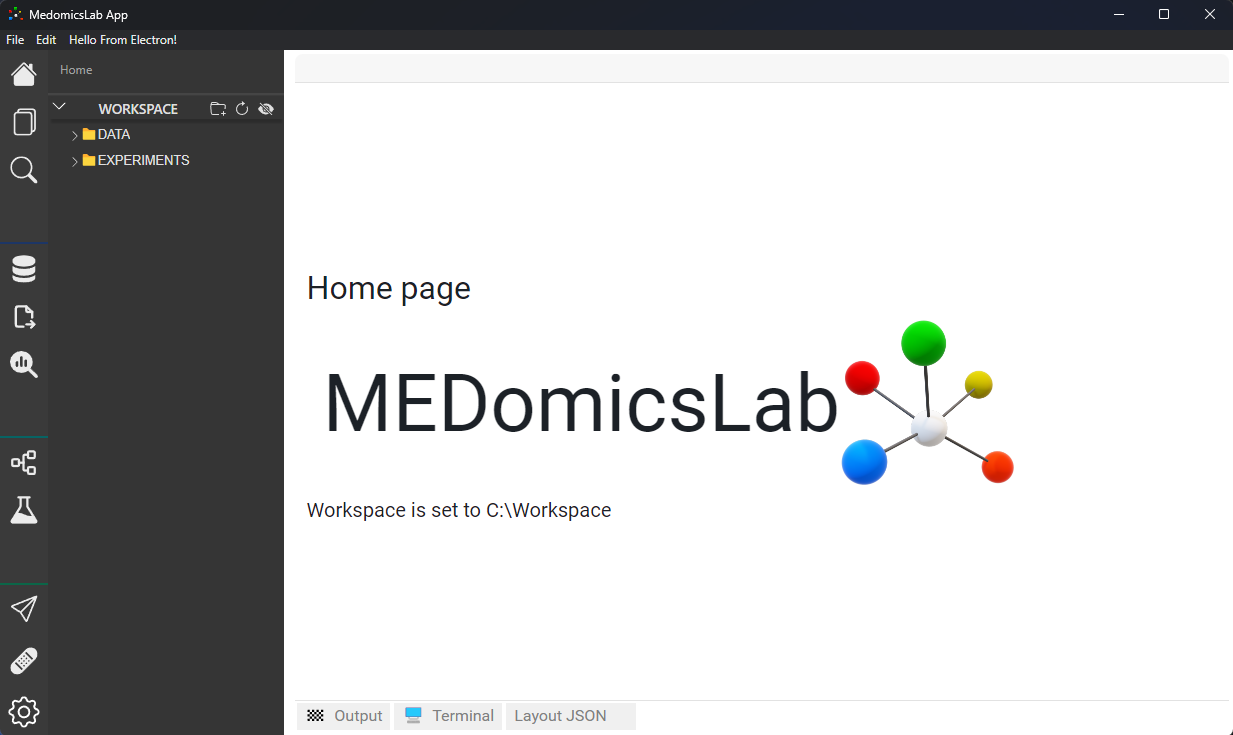 MedomicsLab App
File Edit Hello From Electron!
Home
WORKSPACE
DATA
EXPERIMENTS
Home page
MEDomicsLab
Workspace is set to C:\Workspace
Output Terminal Layout JSON